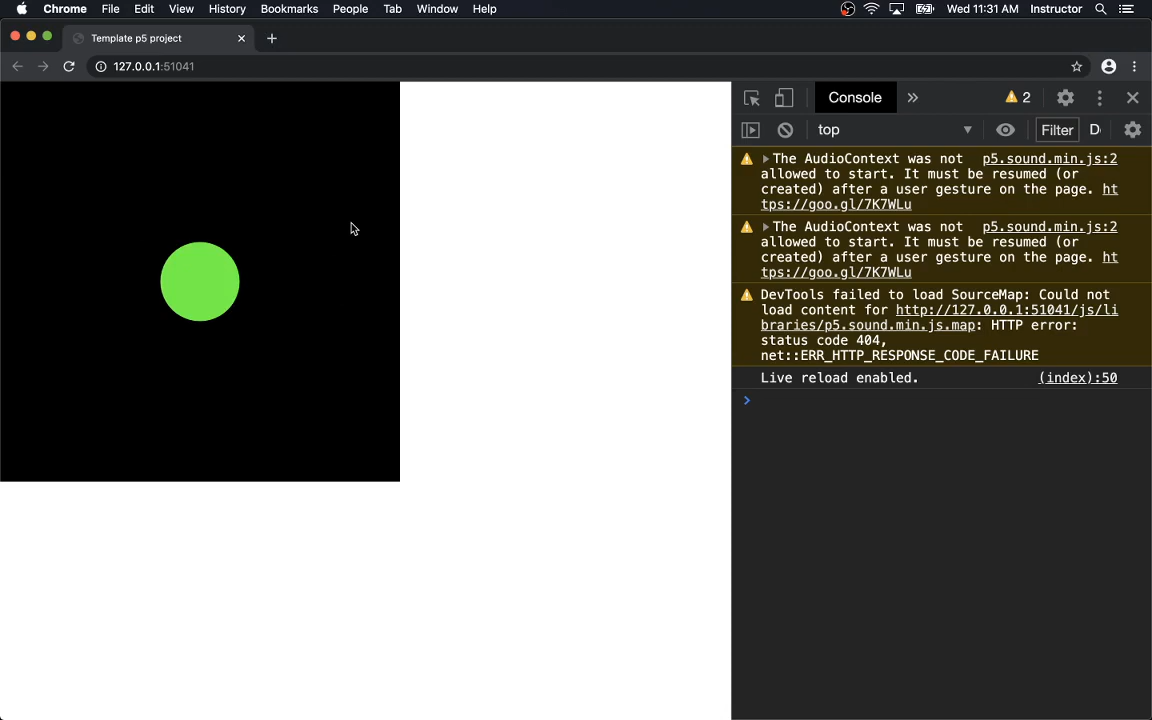 Chrome File Edit View History Bookmarks People Tab Window Help Wed 11:31 AM Instructor
Template p5 project
127.0.0.1:51041
Console 2
top Filter D
The AudioContext was not p5.sound.min.js:2
allowed to start. It must be resumed (or
created) after a user gesture on the page. ht
tps://goo.gl/7K7WLu
The AudioContext was not p5.sound.min.js:2
allowed to start. It must be resumed (or
created) after a user gesture on the page. ht
tps://goo.gl/7K7WLu
DevTools failed to load SourceMap: Could not
load content for http://127.0.0.1:51041/js/li
braries/p5.sound.min.js.map: HTTP error:
status code 404,
net::ERR_HTTP_RESPONSE_CODE_FAILURE
Live reload enabled. (index):50